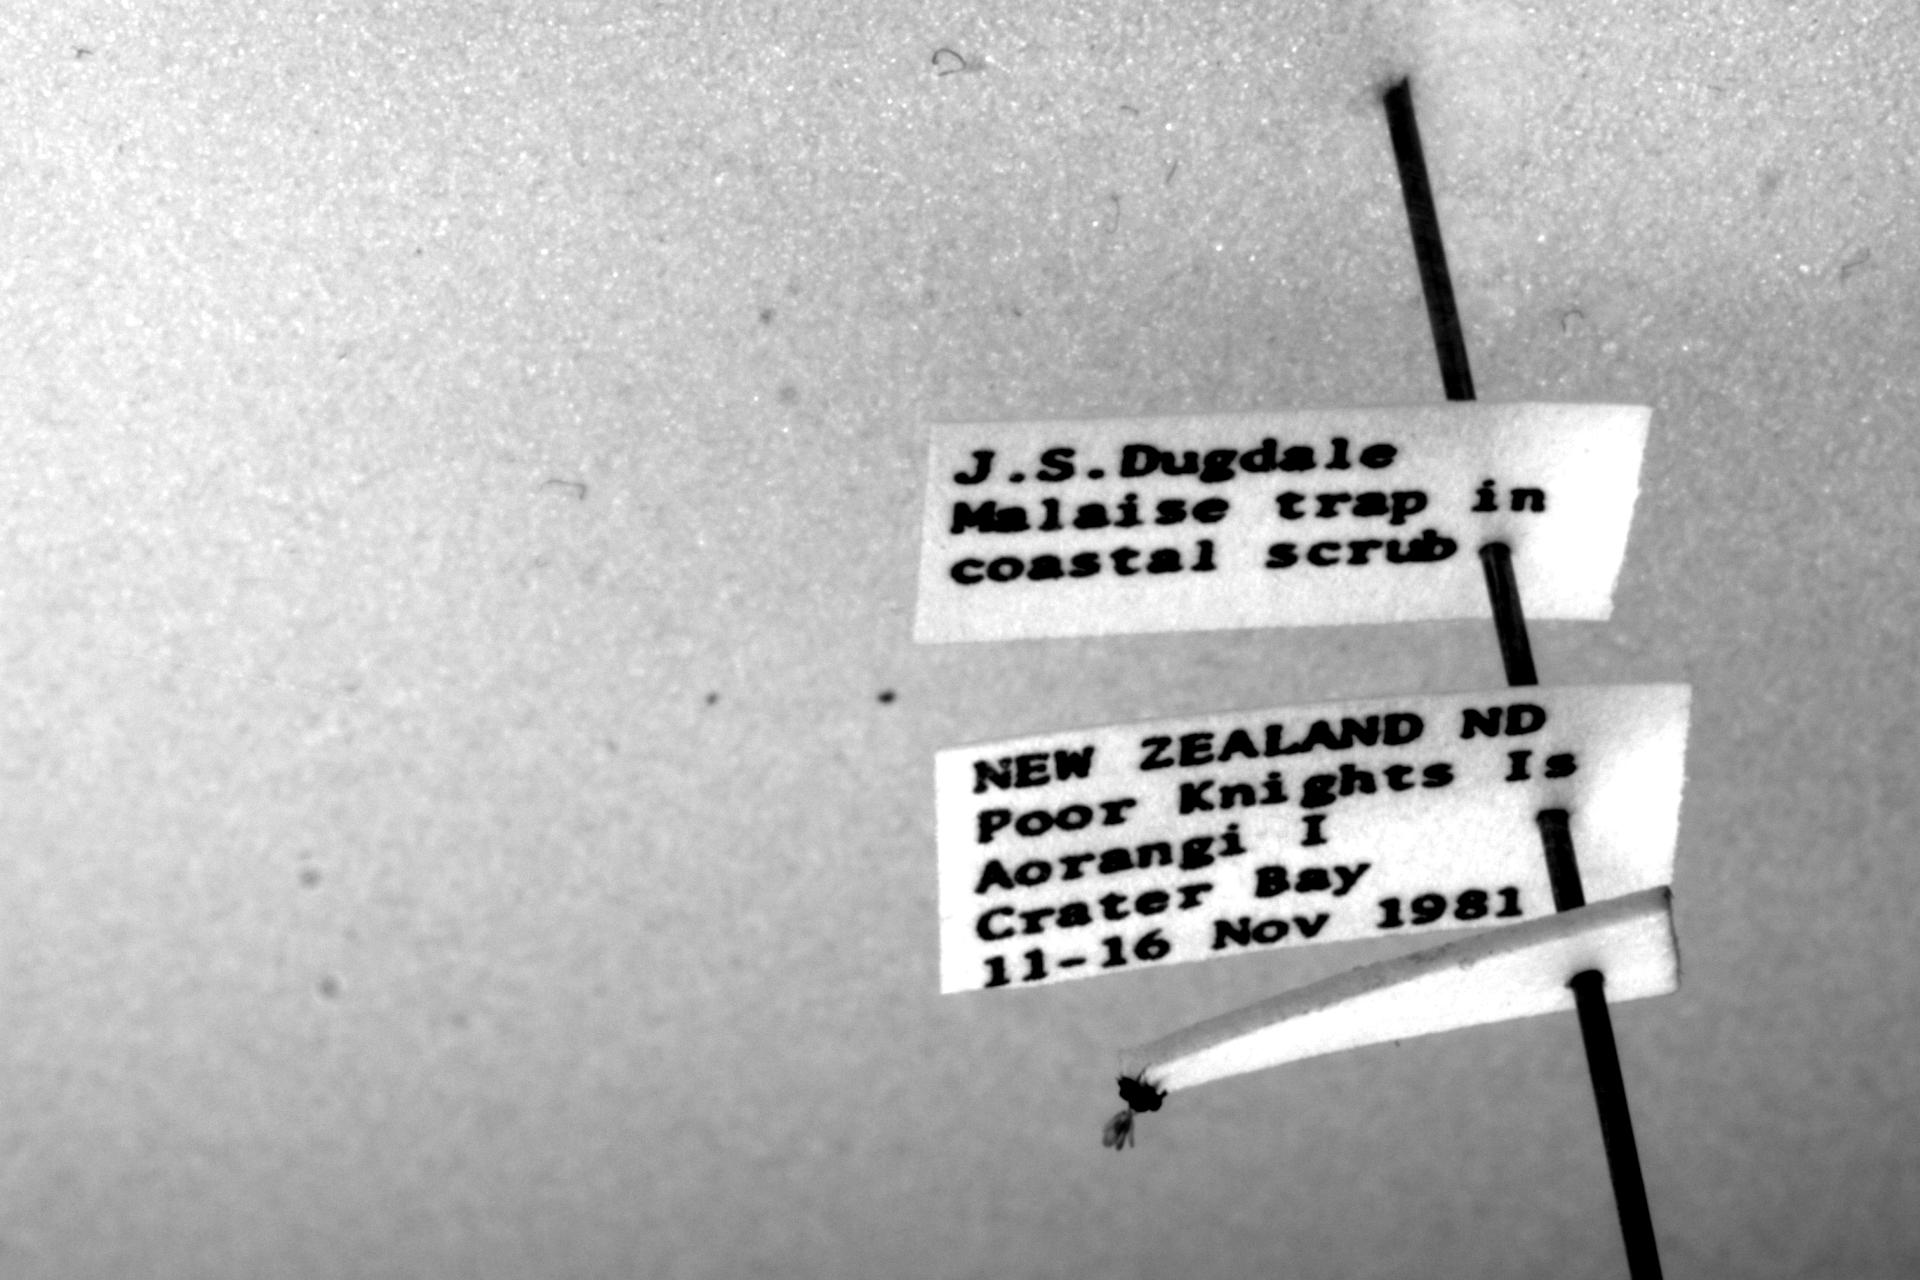 J.S.Dugdale
Malaise trap in
coastal scrub
NEW ZEALAND ND
Poor Knights Is
Aorangi I
Crater Bay
11-16 Nov 1981